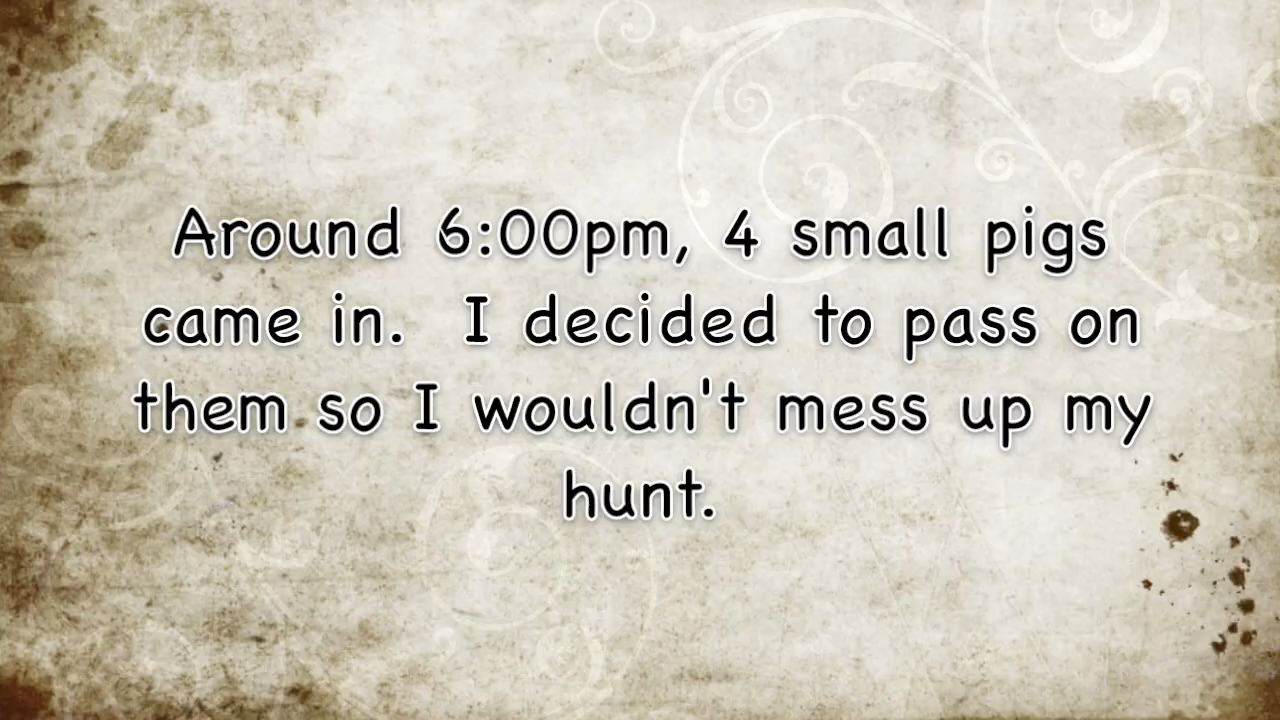 Around 6:00pm, 4 small pigs
came in.  I decided to pass on
them so I wouldn't mess up my
hunt.